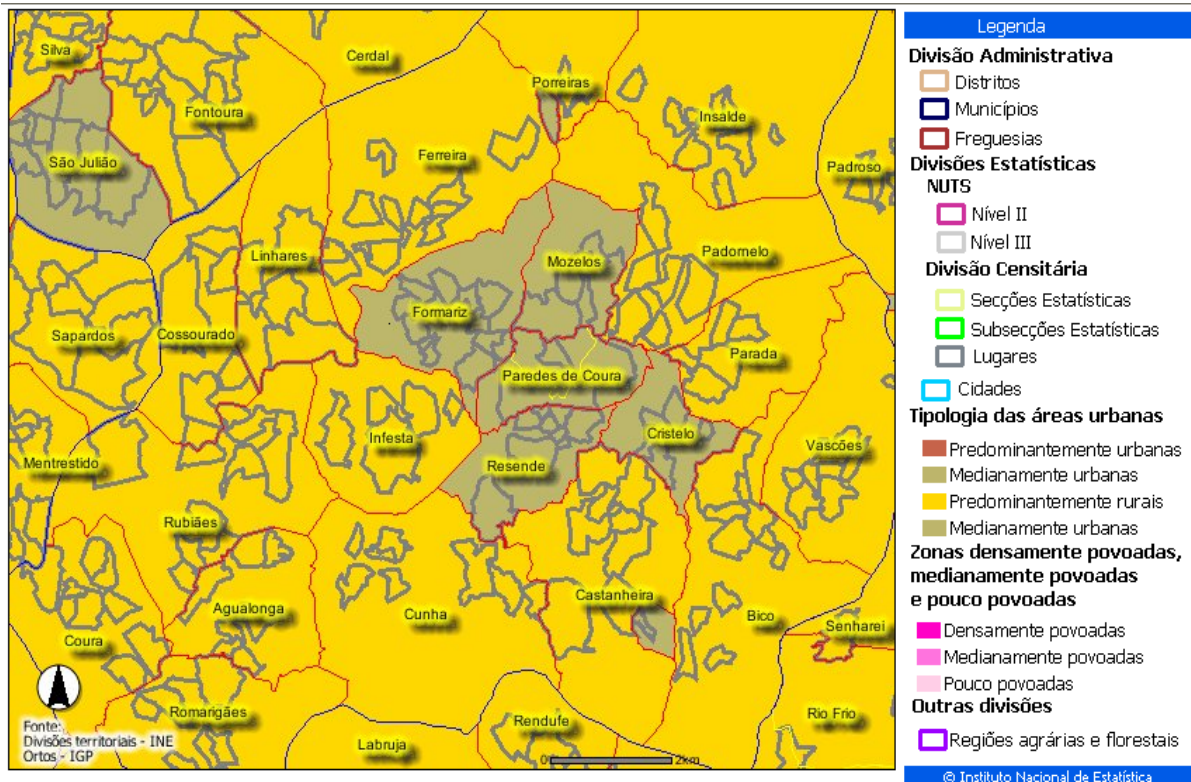 Silva
Cerdal
Porreiras
Fontoura
Insalde
São Julião
Ferreira
Padroso
Linhares
Mozelos
Padornelo
Formariz
Sapardos
Cossourado
Parada
Paredes de Coura
Infesta
Cristelo
Vascões
Mentrestido
Resende
Rubiães
Castanheira
Agualonga
Cunha
Bico
Senharei
Coura
Romarigães
Rendufe
Rio Frio
Labruja
Fonte:
Divisões territoriais - INE
Ortos - IGP
0
2km
Legenda
Divisão Administrativa
Distritos
Municípios
Freguesias
Divisões Estatísticas
NUTS
Nível II
Nível III
Divisão Censitária
Secções Estatísticas
Subsecções Estatísticas
Lugares
Cidades
Tipologia das áreas urbanas
Predominantemente urbanas
Medianamente urbanas
Predominantemente rurais
Medianamente urbanas
Zonas densamente povoadas,
medianamente povoadas
e pouco povoadas
Densamente povoadas
Medianamente povoadas
Pouco povoadas
Outras divisões
Regiões agrárias e florestais
© Instituto Nacional de Estatística